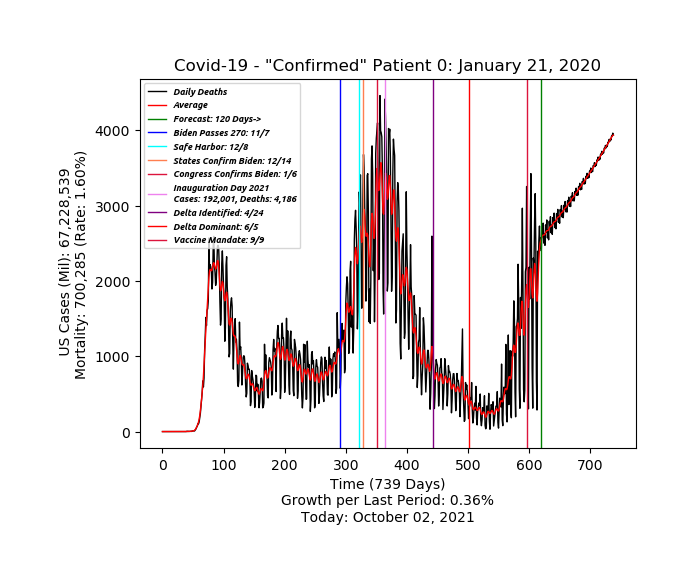 Covid-19 - "Confirmed" Patient 0: January 21, 2020
Daily Deaths
Average
Forecast: 120 Days->
Biden Passes 270: 11/7
Safe Harbor: 12/8
States Confirm Biden: 12/14
Congress Confirms Biden: 1/6
Inauguration Day 2021
Cases: 192,001, Deaths: 4,186
Delta Identified: 4/24
Delta Dominant: 6/5
Vaccine Mandate: 9/9
US Cases (Mil): 67,228,539
Mortality: 700,285 (Rate: 1.60%)
4000
3000
2000
1000
0
0 100 200 300 400 500 600 700
Time (739 Days)
Growth per Last Period: 0.36%
Today: October 02, 2021